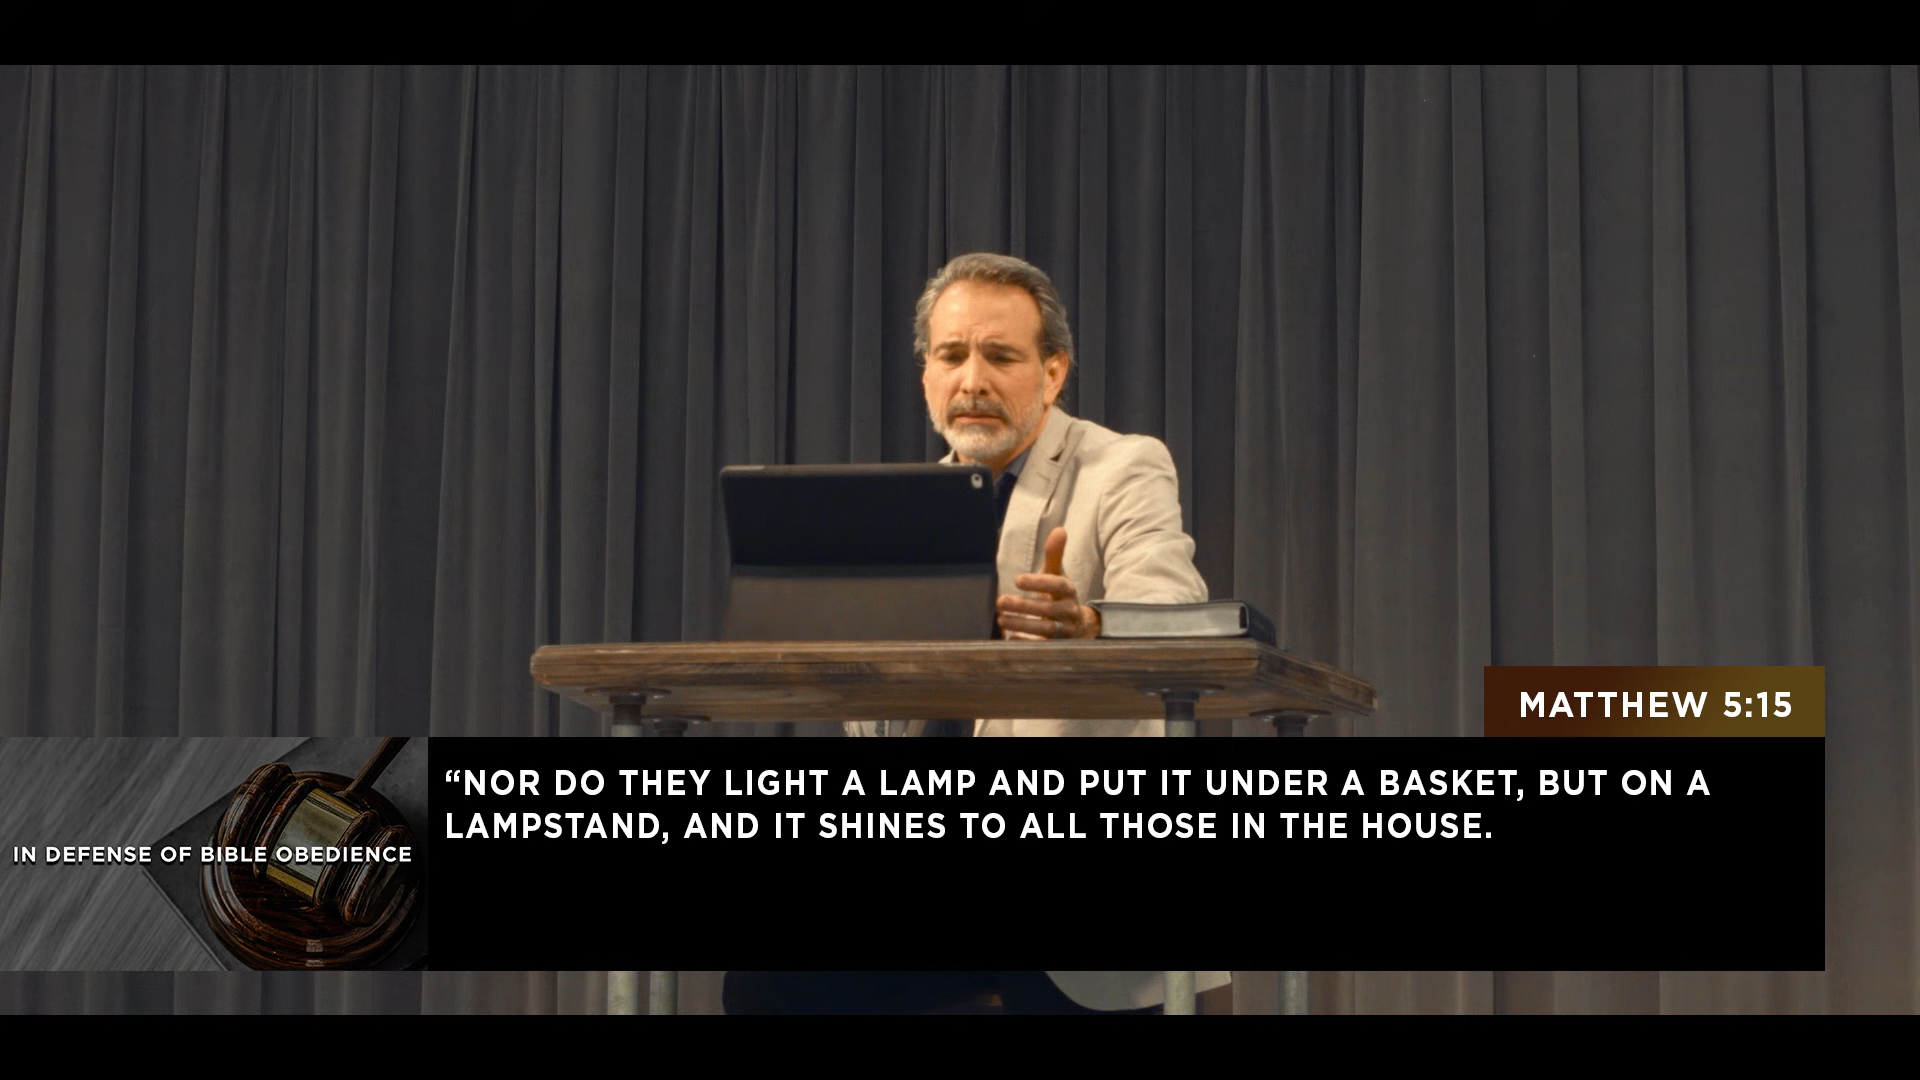 MATTHEW 5:15
“NOR DO THEY LIGHT A LAMP AND PUT IT UNDER A BASKET, BUT ON A
LAMPSTAND, AND IT SHINES TO ALL THOSE IN THE HOUSE.
IN DEFENSE OF BIBLE OBEDIENCE